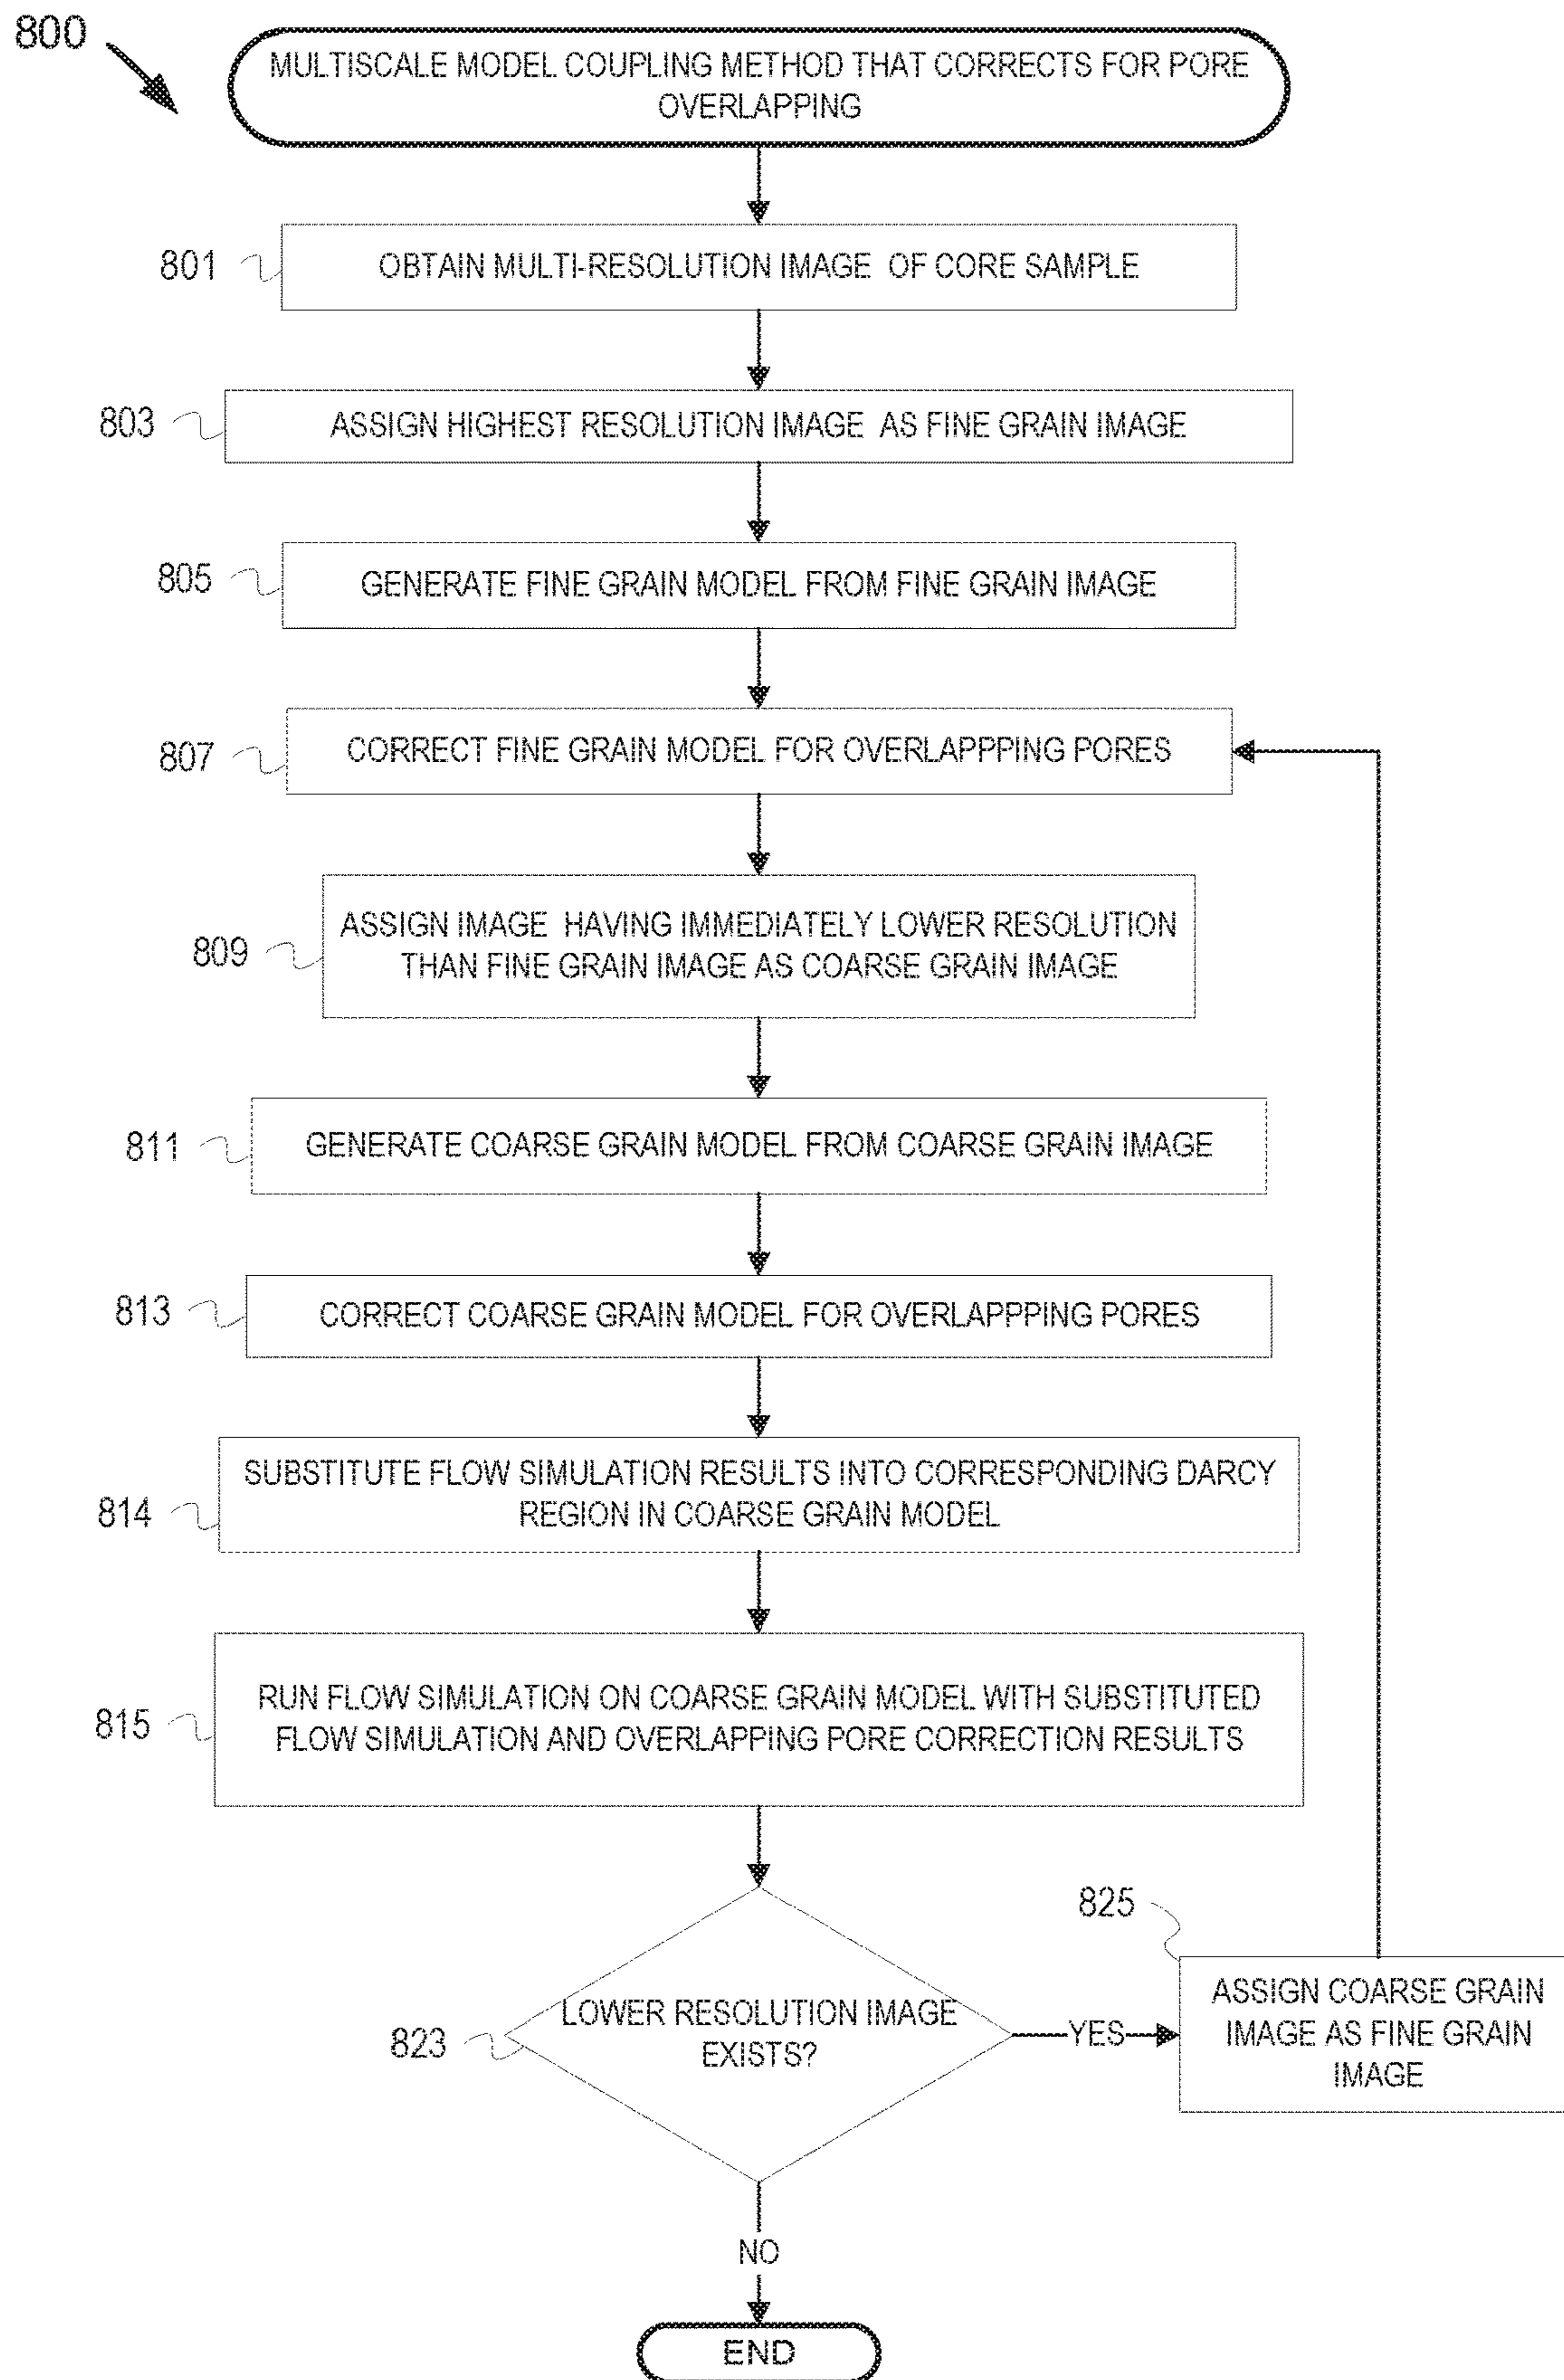 800
MULTISCALE MODEL COUPLING METHOD THAT CORRECTS FOR PORE
OVERLAPPING
801
OBTAIN MULTI-RESOLUTION IMAGE OF CORE SAMPLE
803
ASSIGN HIGHEST RESOLUTION IMAGE AS FINE GRAIN IMAGE
805
GENERATE FINE GRAIN MODEL FROM FINE GRAIN IMAGE
807
CORRECT FINE GRAIN MODEL FOR OVERLAPPPING PORES
809
ASSIGN IMAGE HAVING IMMEDIATELY LOWER RESOLUTION
THAN FINE GRAIN IMAGE AS COARSE GRAIN IMAGE
811
GENERATE COARSE GRAIN MODEL FROM COARSE GRAIN IMAGE
813
CORRECT COARSE GRAIN MODEL FOR OVERLAPPPING PORES
814
SUBSTITUTE FLOW SIMULATION RESULTS INTO CORRESPONDING DARCY
REGION IN COARSE GRAIN MODEL
815
RUN FLOW SIMULATION ON COARSE GRAIN MODEL WITH SUBSTITUTED
FLOW SIMULATION AND OVERLAPPING PORE CORRECTION RESULTS
823
LOWER RESOLUTION IMAGE
EXISTS?
YES
825
ASSIGN COARSE GRAIN
IMAGE AS FINE GRAIN
IMAGE
NO
END